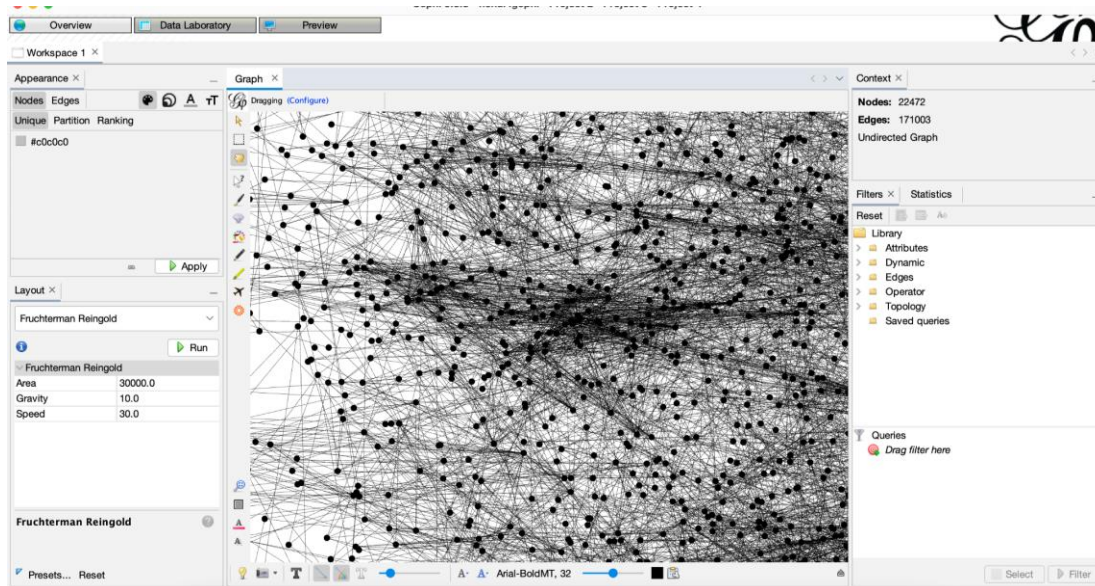 Overview
Data Laboratory
Preview
Workspace 1 ×
Appearance ×
Graph ×
Context ×
Nodes Edges
Dragging (Configure)
Nodes: 22472
Edges: 171003
Undirected Graph
Unique Partition Ranking
#c0c0c0
Apply
Layout ×
Fruchterman Reingold
Run
Fruchterman Reingold
Area 30000.0
Gravity 10.0
Speed 30.0
Fruchterman Reingold
Presets... Reset
Arial-BoldMT, 32
Filters × Statistics
Reset
Library
Attributes
Dynamic
Edges
Operator
Topology
Saved queries
Queries
Drag filter here
Select
Filter